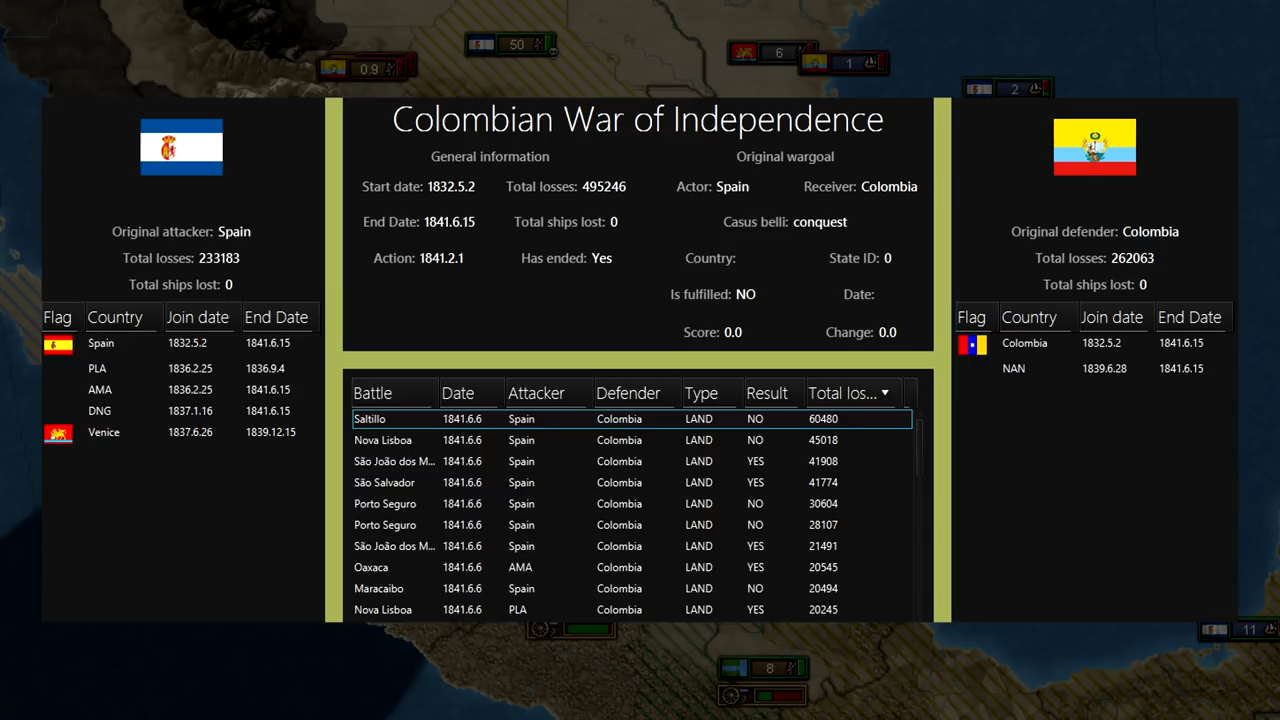 50
6
0.9
1
2
Colombian War of Independence
General information
Original wargoal
Start date: 1832.5.2
Total losses: 495246
Actor: Spain
Receiver: Colombia
End Date: 1841.6.15
Total ships lost: 0
Casus belli: conquest
Action: 1841.2.1
Has ended: Yes
Country:
State ID: 0
Is fulfilled: NO
Date:
Score: 0.0
Change: 0.0
Original attacker: Spain
Total losses: 233183
Total ships lost: 0
Flag Country Join date End Date
Spain 1832.5.2 1841.6.15
PLA 1836.2.25 1836.9.4
AMA 1836.2.25 1841.6.15
DNG 1837.1.16 1841.6.15
Venice 1837.6.26 1839.12.15
Battle Date Attacker Defender Type Result Total los...
Saltillo 1841.6.6 Spain Colombia LAND NO 60480
Nova Lisboa 1841.6.6 Spain Colombia LAND NO 45018
São João dos M... 1841.6.6 Spain Colombia LAND YES 41908
São Salvador 1841.6.6 Spain Colombia LAND YES 41774
Porto Seguro 1841.6.6 Spain Colombia LAND NO 30604
Porto Seguro 1841.6.6 Spain Colombia LAND NO 28107
São João dos M... 1841.6.6 Spain Colombia LAND YES 21491
Oaxaca 1841.6.6 AMA Colombia LAND YES 20545
Maracaibo 1841.6.6 Spain Colombia LAND NO 20494
Nova Lisboa 1841.6.6 PLA Colombia LAND YES 20245
Original defender: Colombia
Total losses: 262063
Total ships lost: 0
Flag Country Join date End Date
Colombia 1832.5.2 1841.6.15
NAN 1839.6.28 1841.6.15
11
8